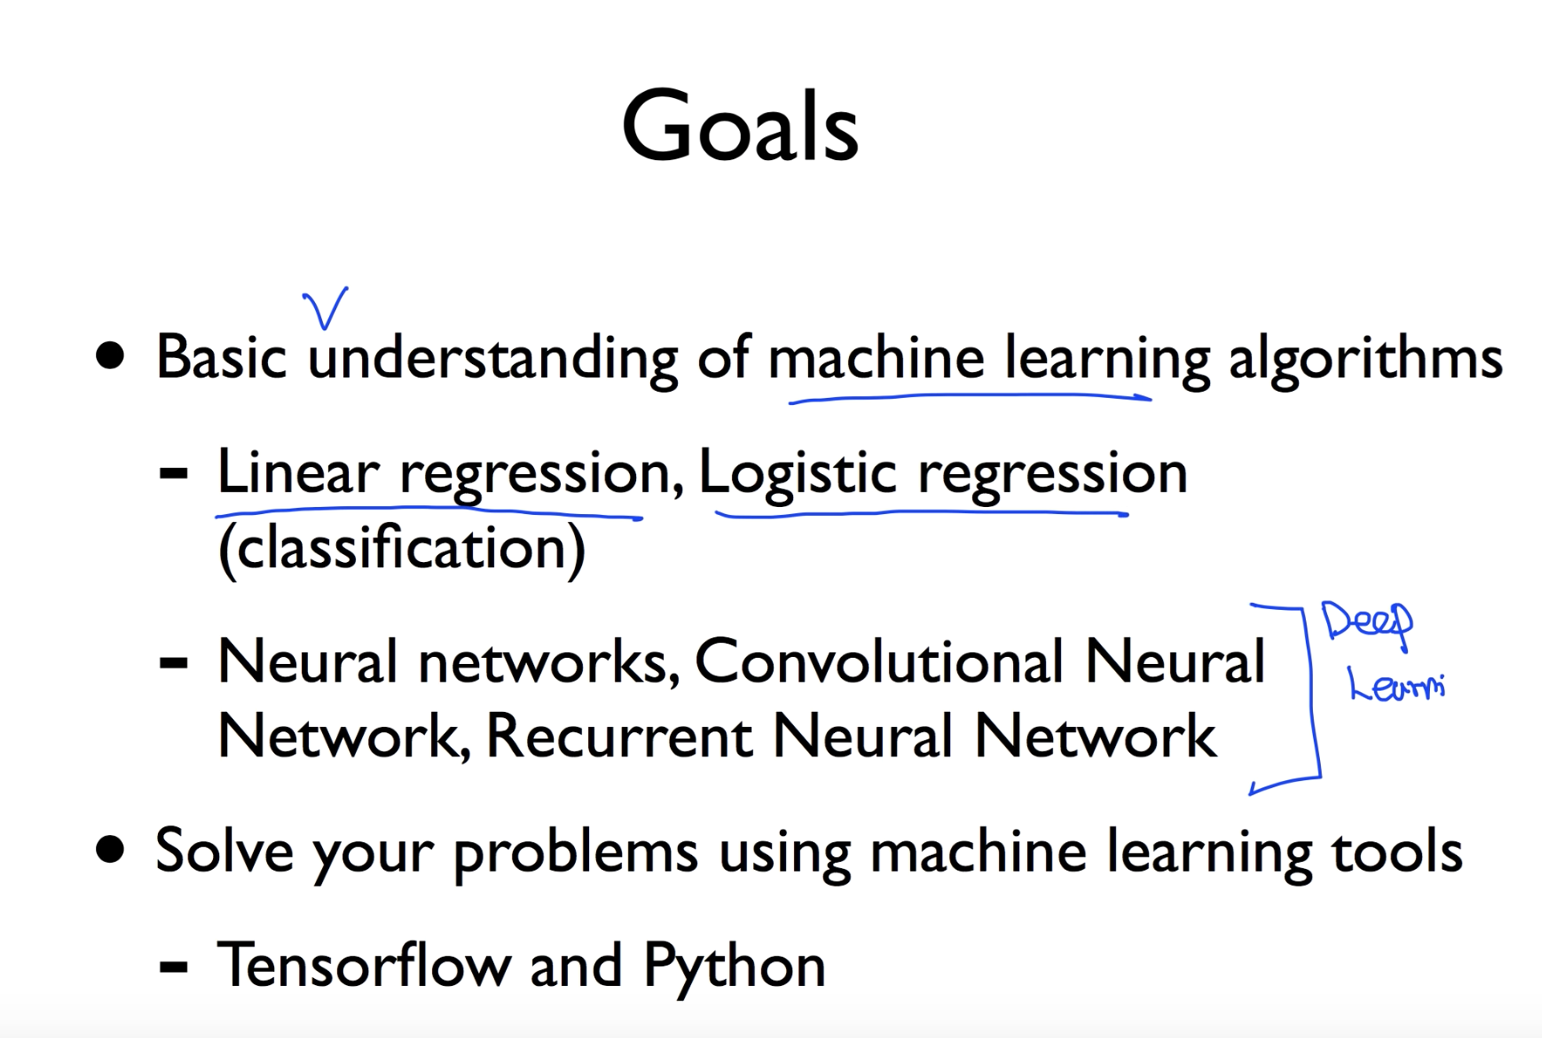 Goals
• Basic understanding of machine learning algorithms
- Linear regression, Logistic regression
(classification)
- Neural networks, Convolutional Neural
Network, Recurrent Neural Network
Deep
Learni
• Solve your problems using machine learning tools
- Tensorflow and Python